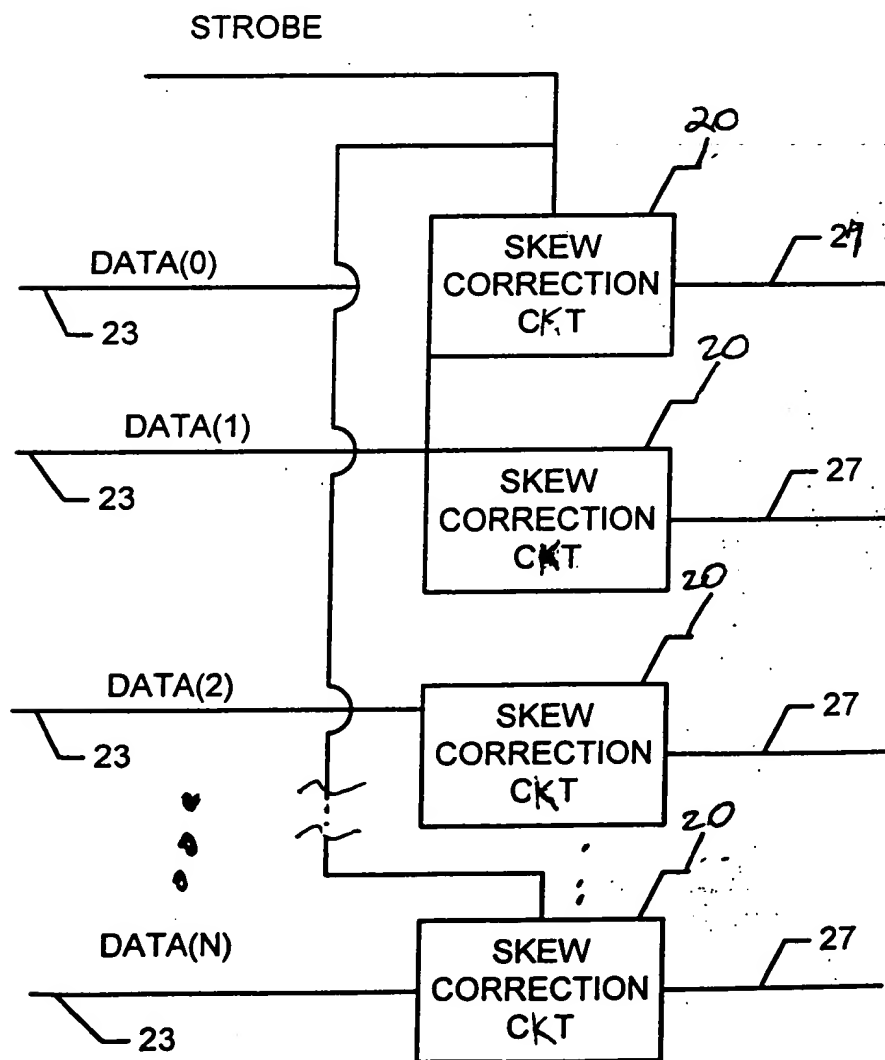 STROBE
20
DATA(0)
SKEW
CORRECTION
CKT
27
23
20
DATA(1)
SKEW
CORRECTION
CKT
27
23
20
DATA(2)
SKEW
CORRECTION
CKT
27
23
20
DATA(N)
SKEW
CORRECTION
CKT
27
23